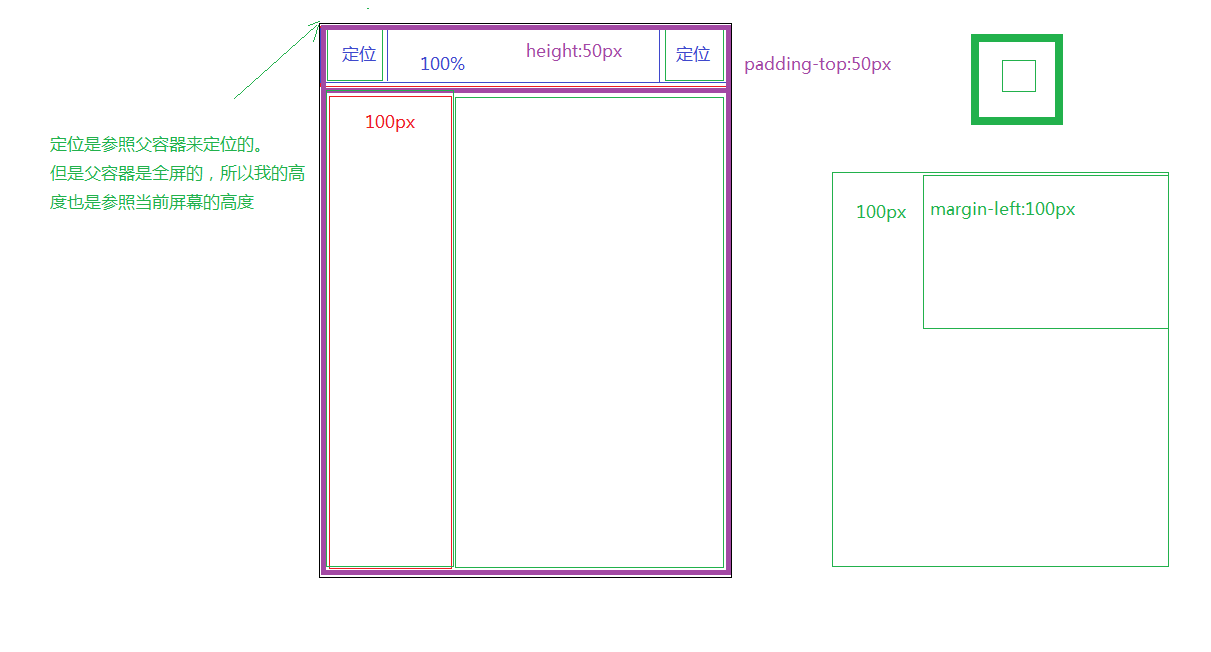 定位
100%
height:50px
定位
padding-top:50px
100px
定位是参照父容器来定位的。
但是父容器是全屏的，所以我的高
度也是参照当前屏幕的高度
100px
margin-left:100px